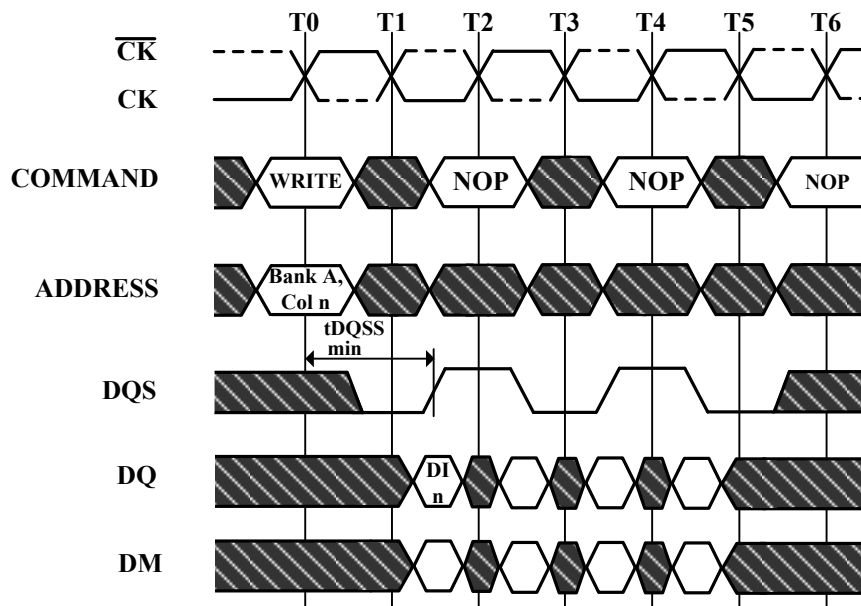 T0 T1 T2 T3 T4 T5 T6
CK
CK
COMMAND WRITE NOP NOP NOP
ADDRESS Bank A,
Col n
tDQSS
min
DQS
DQ DI
n
DM